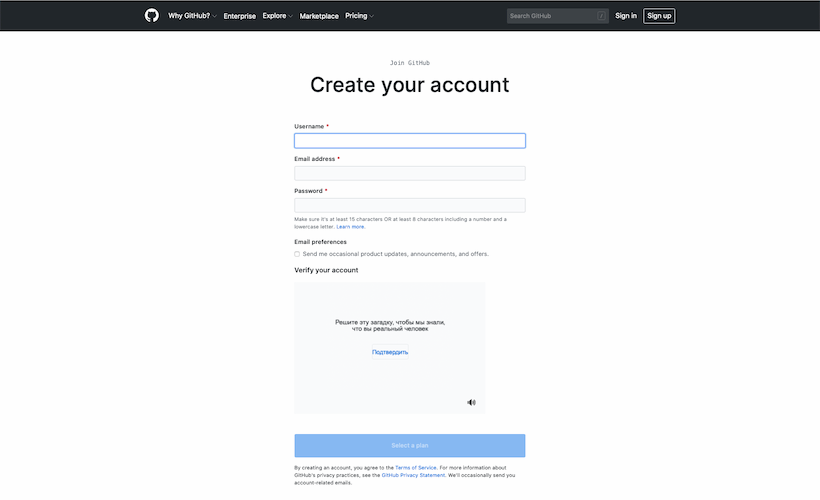 Why GitHub? Enterprise Explore Marketplace Pricing Search GitHub / Sign in Sign up
Join GitHub
Create your account
Username *
Email address *
Password *
Make sure it's at least 15 characters OR at least 8 characters including a number and a
lowercase letter. Learn more.
Email preferences
Send me occasional product updates, announcements, and offers.
Verify your account
Решите эту загадку, чтобы мы знали,
что вы реальный человек
Подтвердить
Select a plan
By creating an account, you agree to the Terms of Service. For more information about
GitHub's privacy practices, see the GitHub Privacy Statement. We'll occasionally send you
account-related emails.